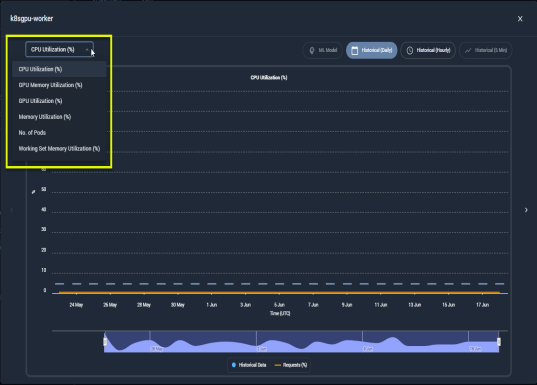 k8sgpu-worker
X
CPU Utilization (%)
ML Model
Historical (Daily)
Historical (Hourly)
Historical (5 Min)
CPU Utilization (%)
GPU Memory Utilization (%)
GPU Utilization (%)
Memory Utilization (%)
No. of Pods
Working Set Memory Utilization (%)
CPU Utilization (%)
50
40
30
20
10
0
%
24 May
26 May
28 May
30 May
1 Jun
3 Jun
5 Jun
7 Jun
9 Jun
11 Jun
13 Jun
15 Jun
17 Jun
Time (UTC)
Historical Data
Requests (%)